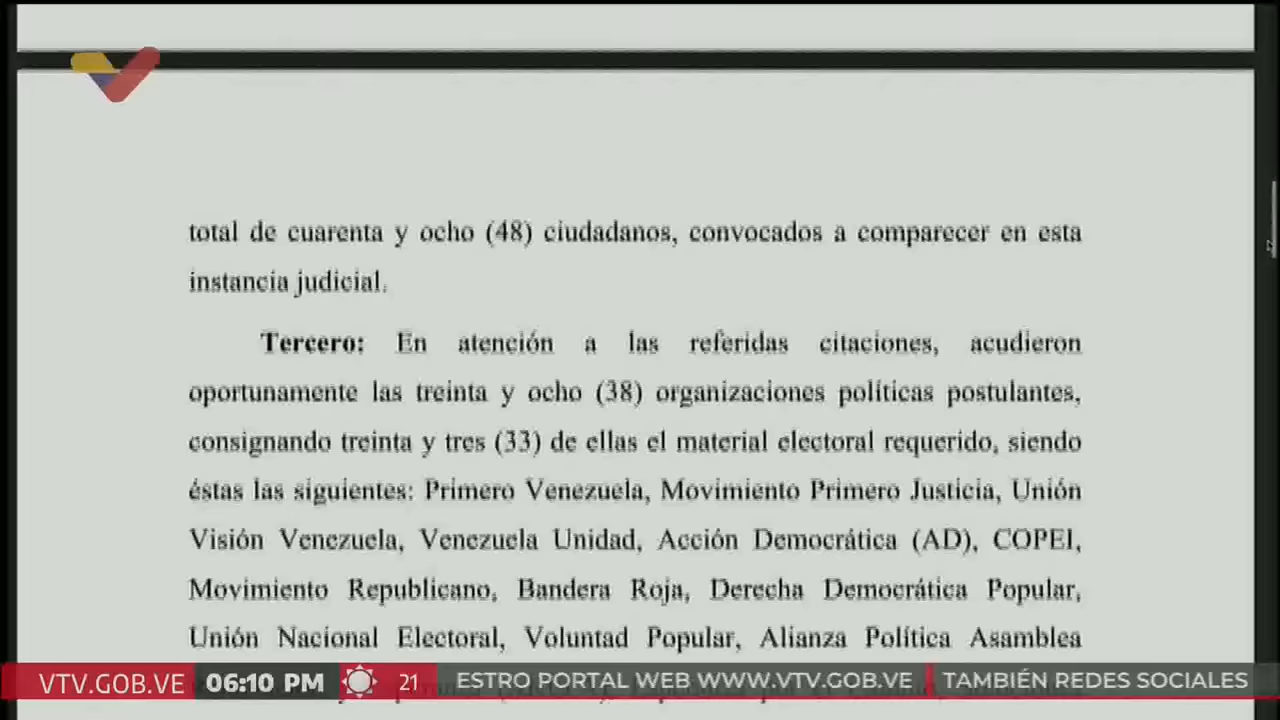 total de cuarenta y ocho (48) ciudadanos, convocados a comparecer en esta
instancia judicial.
Tercero: En atención a las referidas citaciones, acudieron
oportunamente las treinta y ocho (38) organizaciones políticas postulantes,
consignando treinta y tres (33) de ellas el material electoral requerido, siendo
éstas las siguientes: Primero Venezuela, Movimiento Primero Justicia, Unión
Visión Venezuela, Venezuela Unidad, Acción Democrática (AD), COPEI,
Movimiento Republicano, Bandera Roja, Derecha Democrática Popular,
Unión Nacional Electoral, Voluntad Popular, Alianza Política Asamblea
VTV.GOB.VE 06:10 PM 21 ESTRO PORTAL WEB WWW.VTV.GOB.VE TAMBIÉN REDES SOCIALES